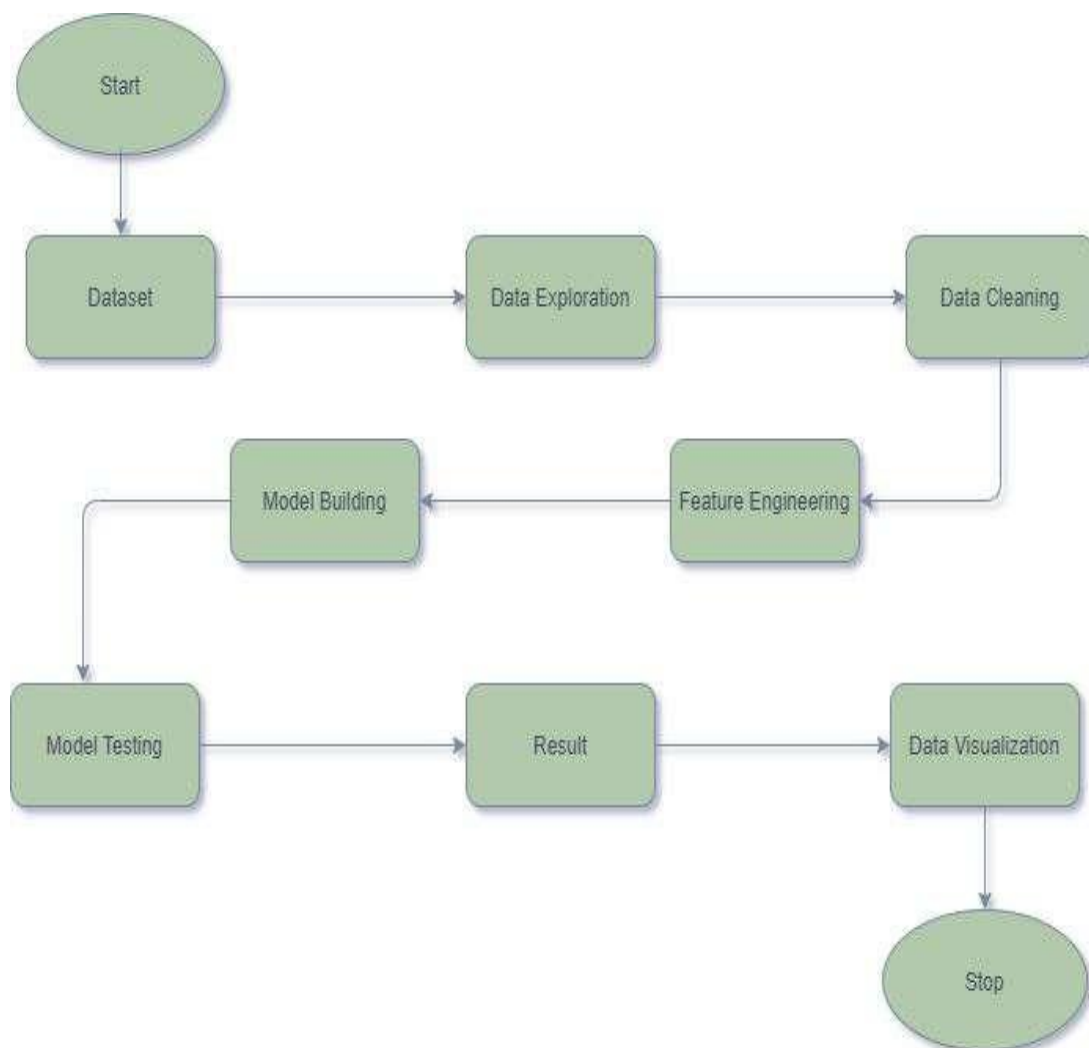 Start
Dataset
Data Exploration
Data Cleaning
Feature Engineering
Model Building
Model Testing
Result
Data Visualization
Stop